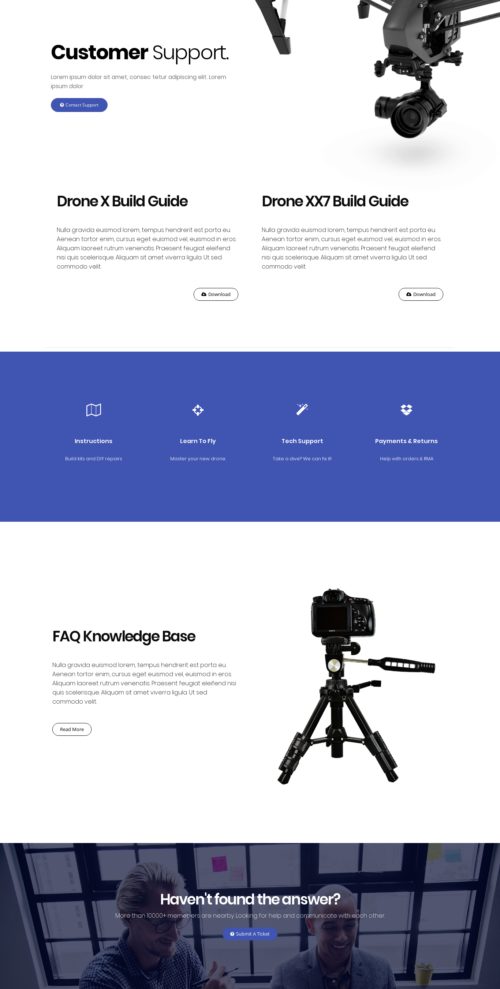 Customer Support.
Lorem ipsum dolor sit amet, consec tetur adipiscing elit. Lorem
ipsum dolor
Contact Support
Drone X Build Guide
Drone XX7 Build Guide
Nulla gravida euismod lorem, tempus hendrerit est porta eu.
Aenean tortor enim, cursus eget euismod vel, euismod in eros.
Aliquam laoreet rutrum venenatis. Praesent feugiat eleifend
nisi quis scelerisque. Aliquam sit amet viverra ligula. Ut sed
commodo velit.
Nulla gravida euismod lorem, tempus hendrerit est porta eu.
Aenean tortor enim, cursus eget euismod vel, euismod in eros.
Aliquam laoreet rutrum venenatis. Praesent feugiat eleifend
nisi quis scelerisque. Aliquam sit amet viverra ligula. Ut sed
commodo velit.
Download
Download
Instructions
Learn To Fly
Tech Support
Payments & Returns
Build kits and DIY repairs
Master your new drone.
Take a dive? We can fix it!
Help with orders & RMA
FAQ Knowledge Base
Nulla gravida euismod lorem, tempus hendrerit est porta eu.
Aenean tortor enim, cursus eget euismod vel, euismod in eros.
Aliquam laoreet rutrum venenatis. Praesent feugiat eleifend nisi
quis scelerisque. Aliquam sit amet viverra ligula. Ut sed
commodo velit.
Read More
Haven't found the answer?
More than 10000+ memebers are nearby Looking for help and communicate with each other.
Submit A Ticket